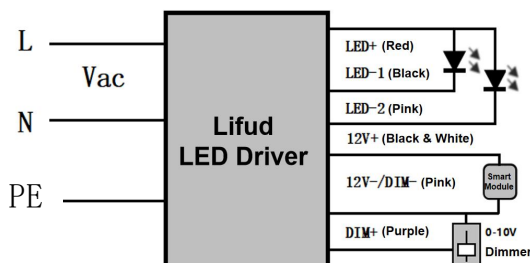 L
Vac
N
PE
Lifud
LED Driver
LED+ (Red)
LED-1 (Black)
LED-2 (Pink)
12V+ (Black & White)
12V-/DIM- (Pink)
DIM+ (Purple)
Smart
Module
0-10V
Dimmer